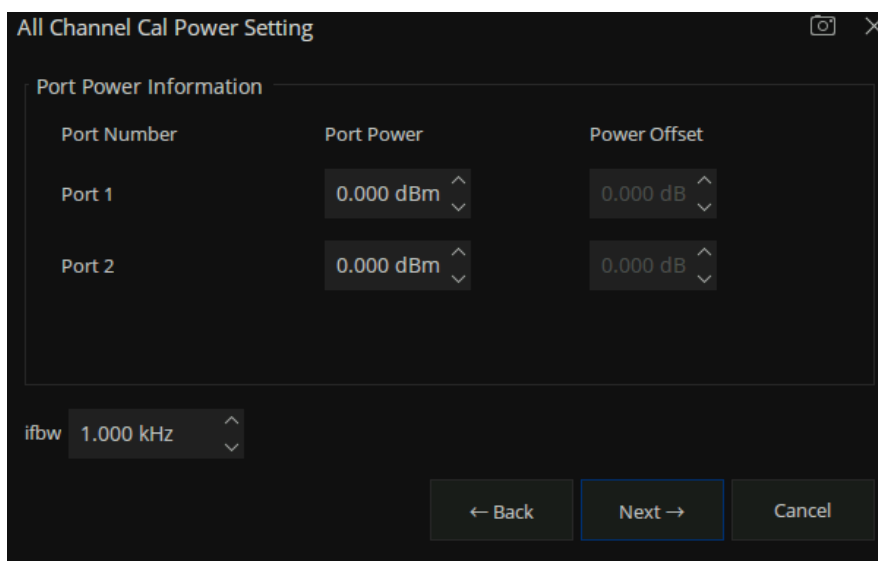 All Channel Cal Power Setting
Port Power Information
Port Number Port Power Power Offset
Port 1 0.000 dBm 0.000 dB
Port 2 0.000 dBm 0.000 dB
ifbw 1.000 kHz
← Back Next → Cancel